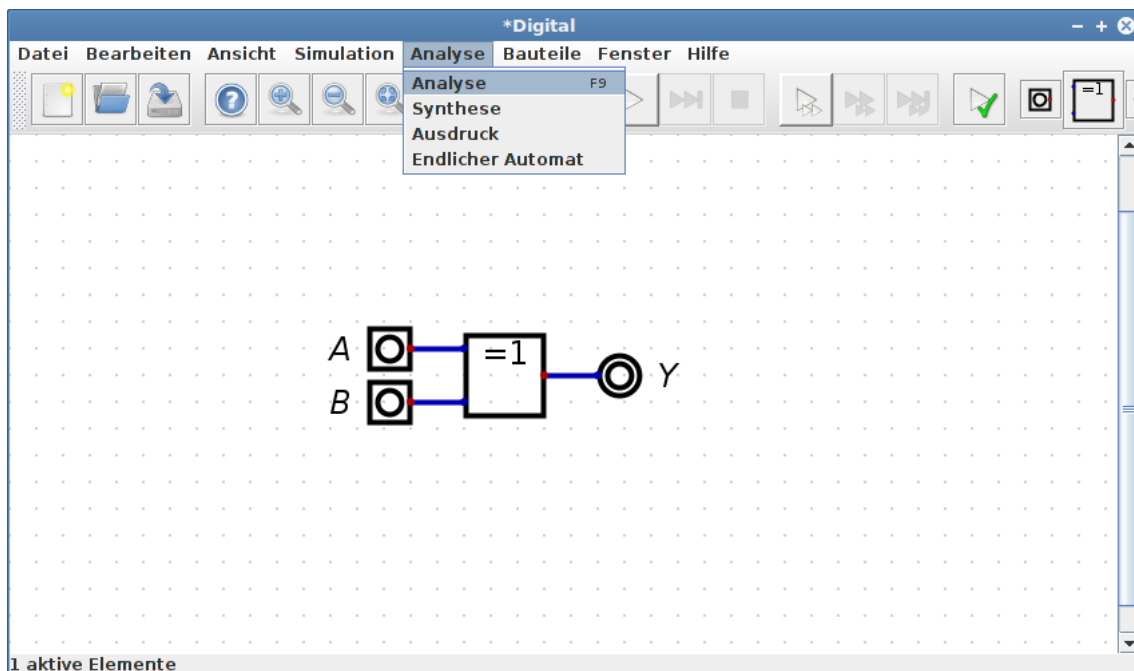 *Digital
Datei Bearbeiten Ansicht Simulation Analyse Bauteile Fenster Hilfe
Analyse F9
Synthese
Ausdruck
Endlicher Automat
=1
A
=1
Y
B
1 aktive Elemente